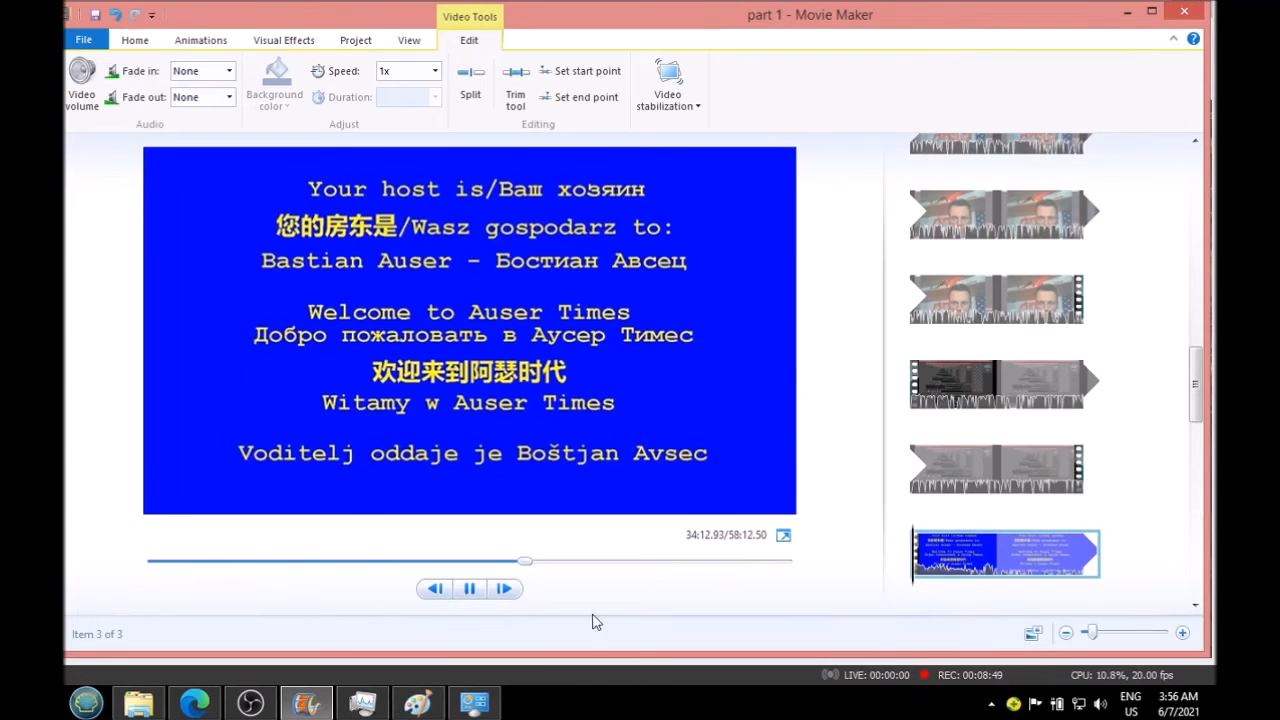 Video Tools
part 1 - Movie Maker
File
Home
Animations
Visual Effects
Project
View
Edit
Video volume
Fade in: None
Fade out: None
Audio
Background color
Speed: 1x
Duration:
Adjust
Split
Trim tool
Set start point
Set end point
Editing
Video stabilization
Your host is/Ваш хозяин
您的房东是/Wasz gospodarz to:
Bastian Auser - Бостиан Авсец
Welcome to Auser Times
Добро пожаловать в Аусер Тимес
欢迎来到阿瑟时代
Witamy w Auser Times
Voditelj oddaje je Boštjan Avsec
34:12.93/58:12.50
Item 3 of 3
LIVE: 00:00:00
REC: 00:08:49
CPU: 10.8%, 20.00 fps
ENG
US
3:56 AM
6/7/2021